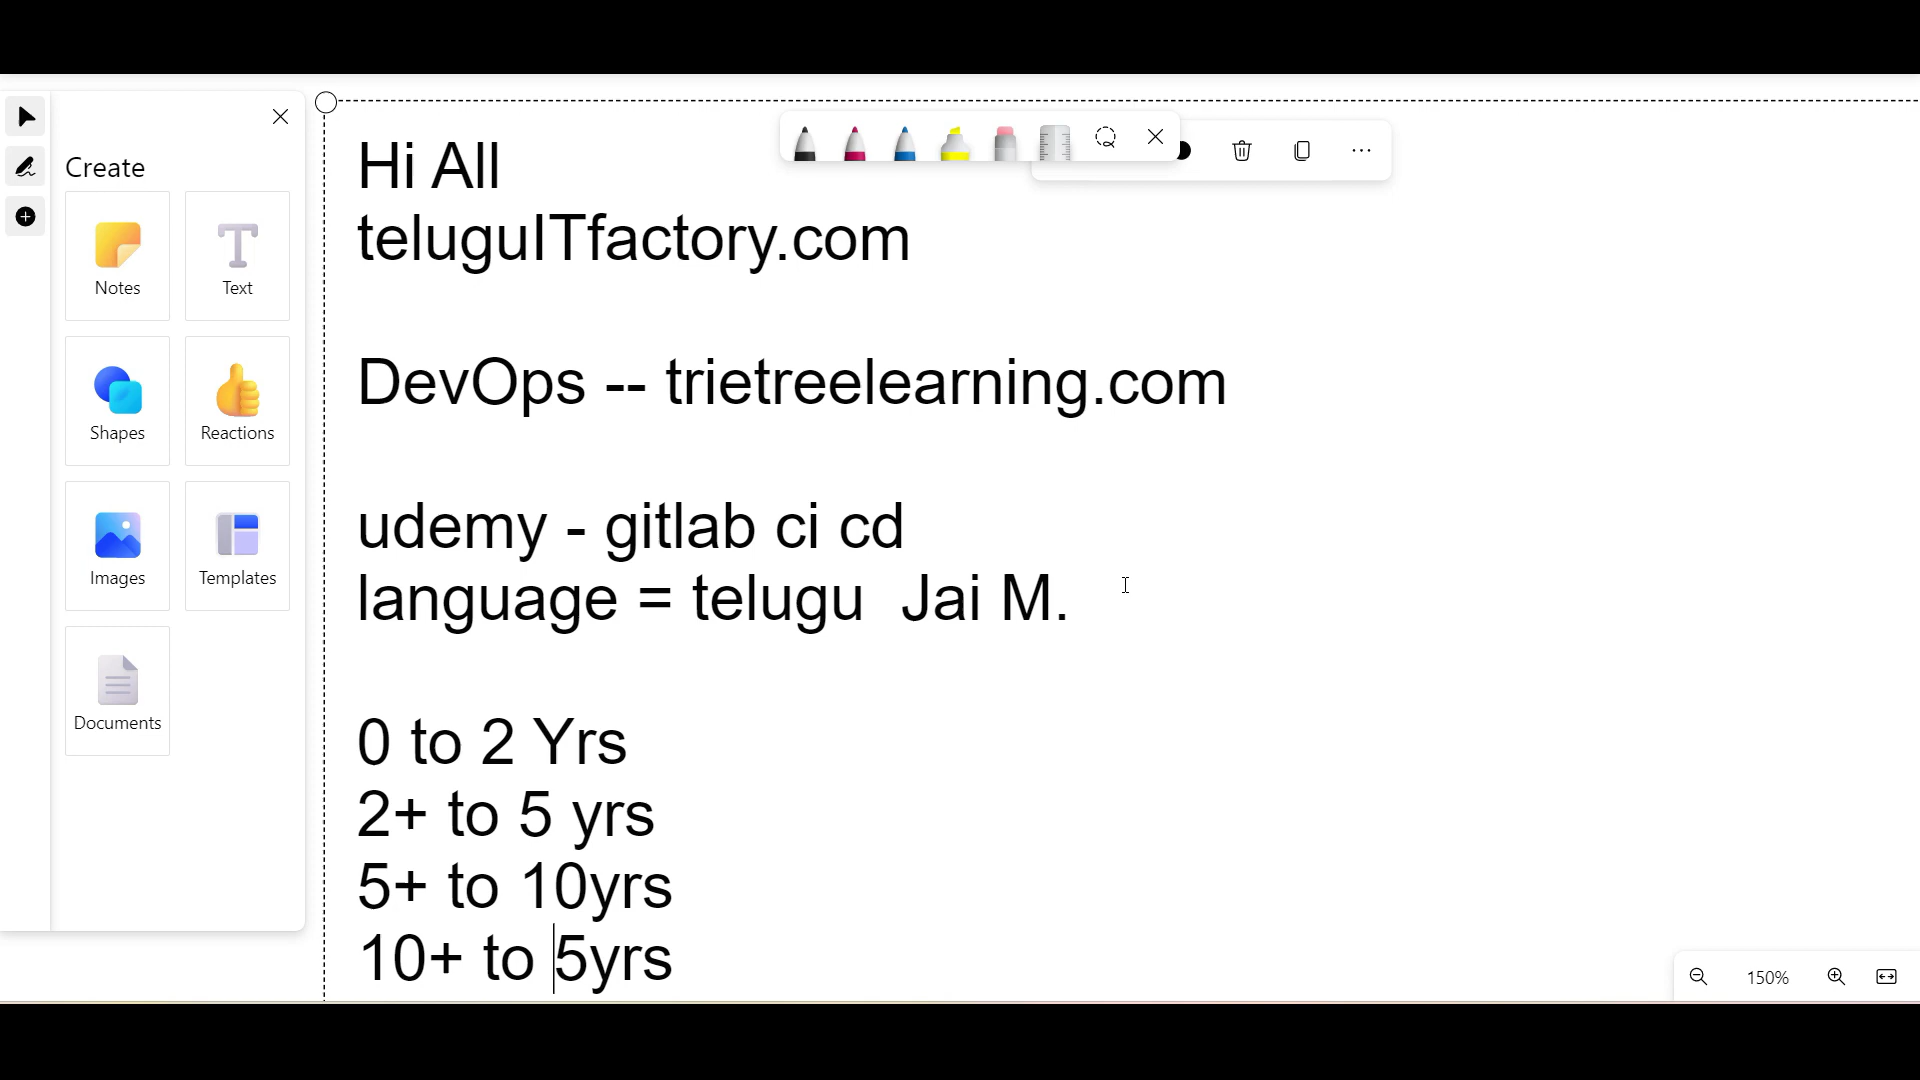 Create
Notes
Text
Shapes
Reactions
Images
Templates
Documents
Hi All
teluguITfactory.com
DevOps -- trietreelearning.com
udemy - gitlab ci cd
language = telugu  Jai M.
0 to 2 Yrs
2+ to 5 yrs
5+ to 10yrs
10+ to 5yrs
150%